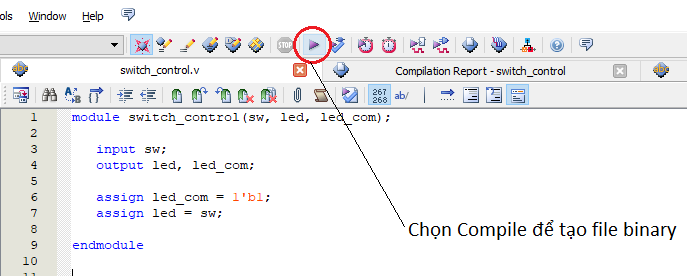 Window Help
STOP
switch_control.v
Compilation Report - switch_control
267
268
ab/
1 module switch_control(sw, led, led_com);
2
3 input sw;
4 output led, led_com;
5
6 assign led_com = 1'b1;
7 assign led = sw;
8
9 endmodule
10
11
Chọn Compile để tạo file binary